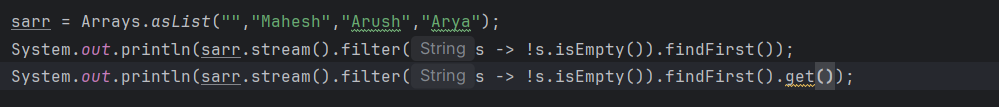 sarr = Arrays.asList("","Mahesh","Arush","Arya");
System.out.println(sarr.stream().filter( String s -> !s.isEmpty()).findFirst());
System.out.println(sarr.stream().filter( String s -> !s.isEmpty()).findFirst().get());